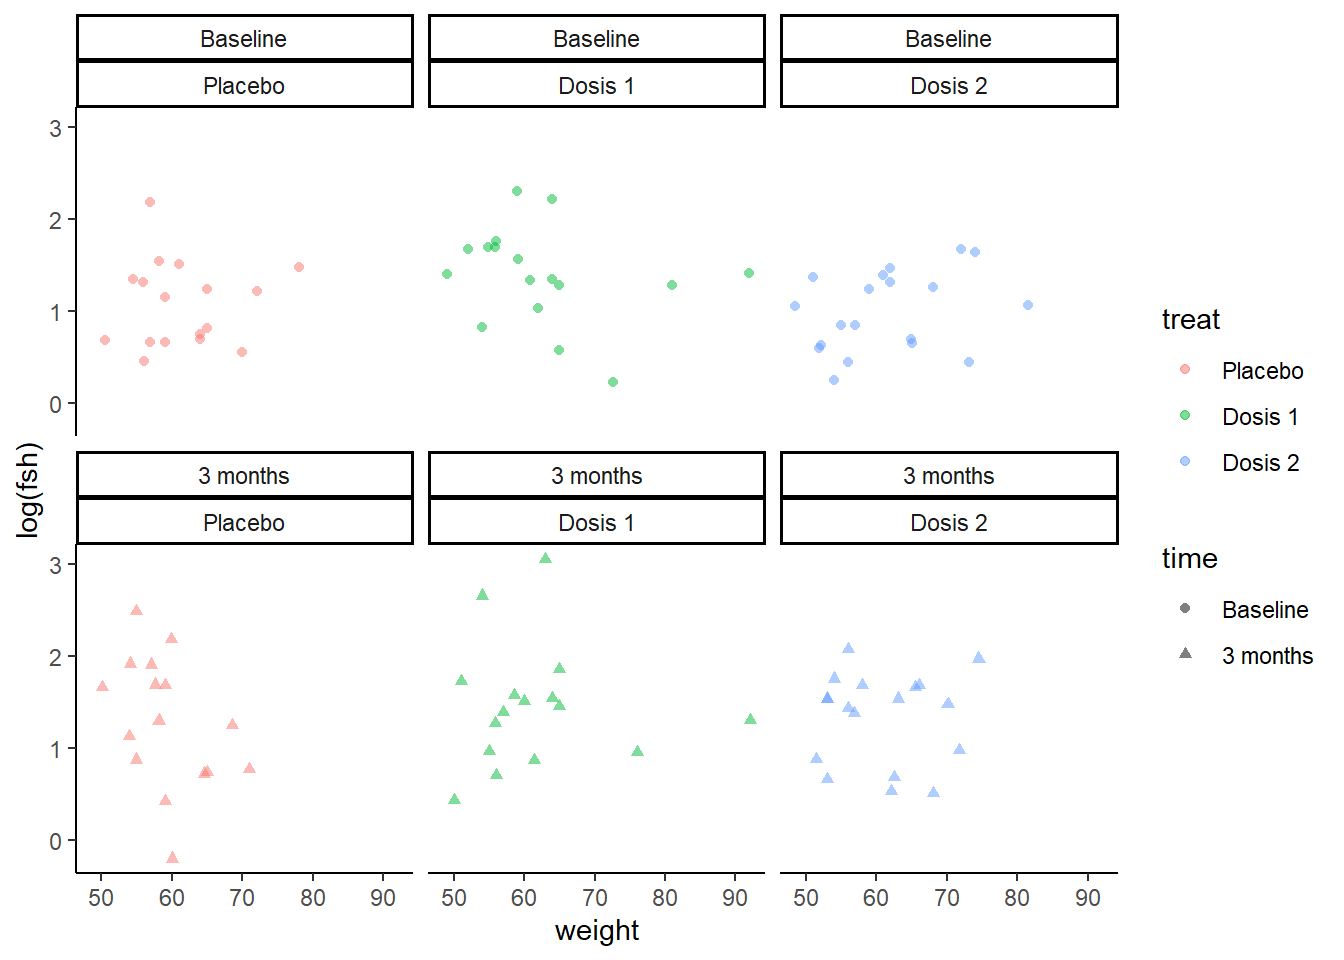 Baseline Baseline Baseline
Placebo Dosis 1 Dosis 2
3
2
1
0
log(fsh)
3 months 3 months 3 months
Placebo Dosis 1 Dosis 2
3
2
1
0
50 60 70 80 90 50 60 70 80 90 50 60 70 80 90
weight
treat
Placebo
Dosis 1
Dosis 2
time
Baseline
3 months